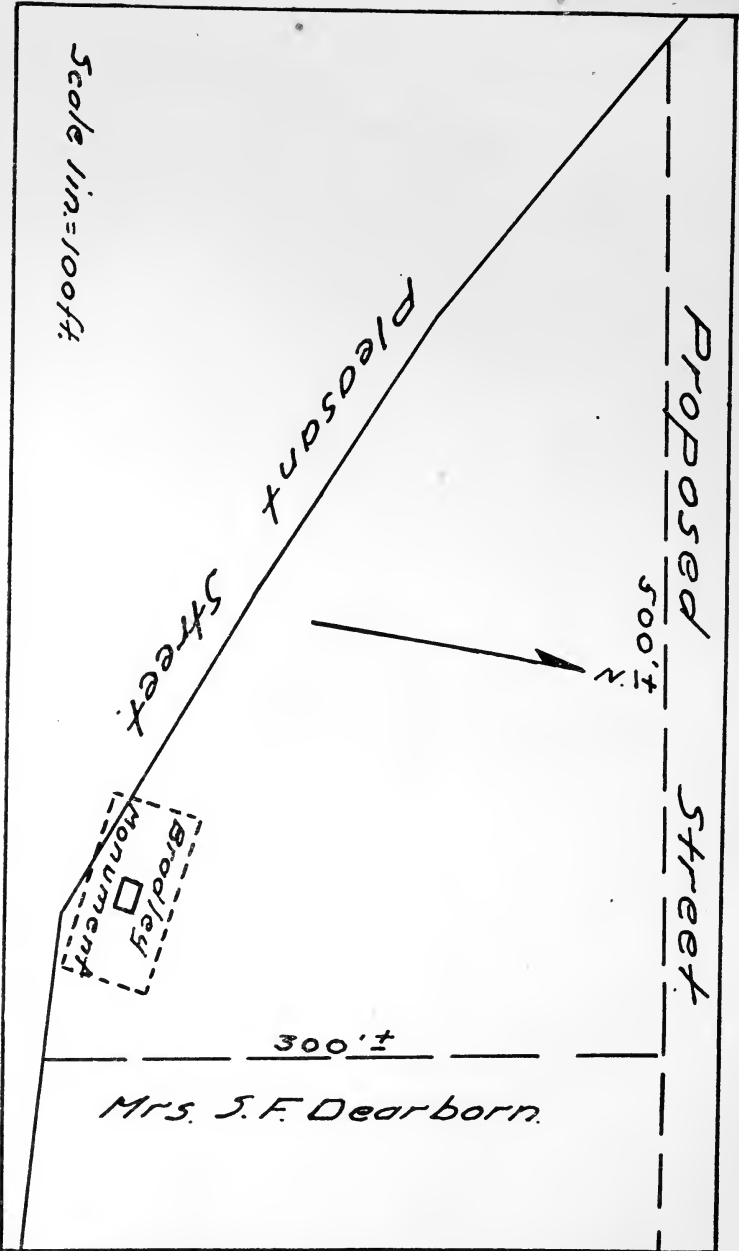 Proposed Street.
500'±
N.
Pleasant Street.
Bradley
Monument
300'±
Mrs. S. F. Dearborn.
Scale 1in.=100ft.